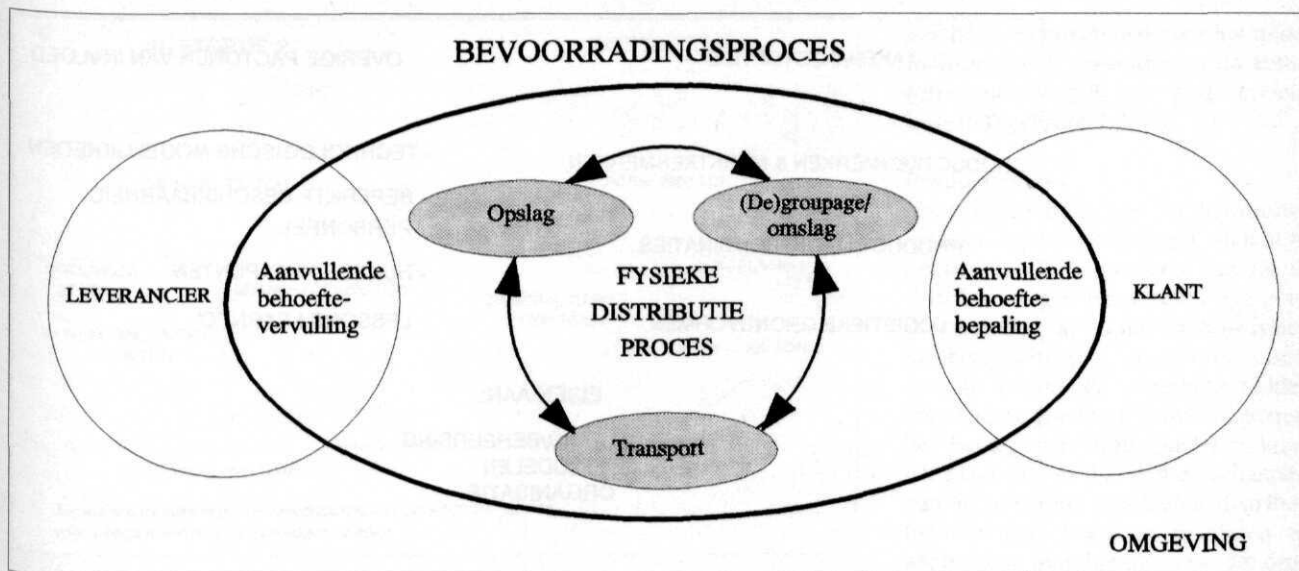 BEVOORRADINGSPROCES
Opslag
(De)groupage/
omslag
LEVERANCIER
Aanvullende
behoefte-
vervulling
FYSIEKE
DISTRIBUTIE
PROCES
Aanvullende
behoefte-
bepaling
KLANT
Transport
OMGEVING